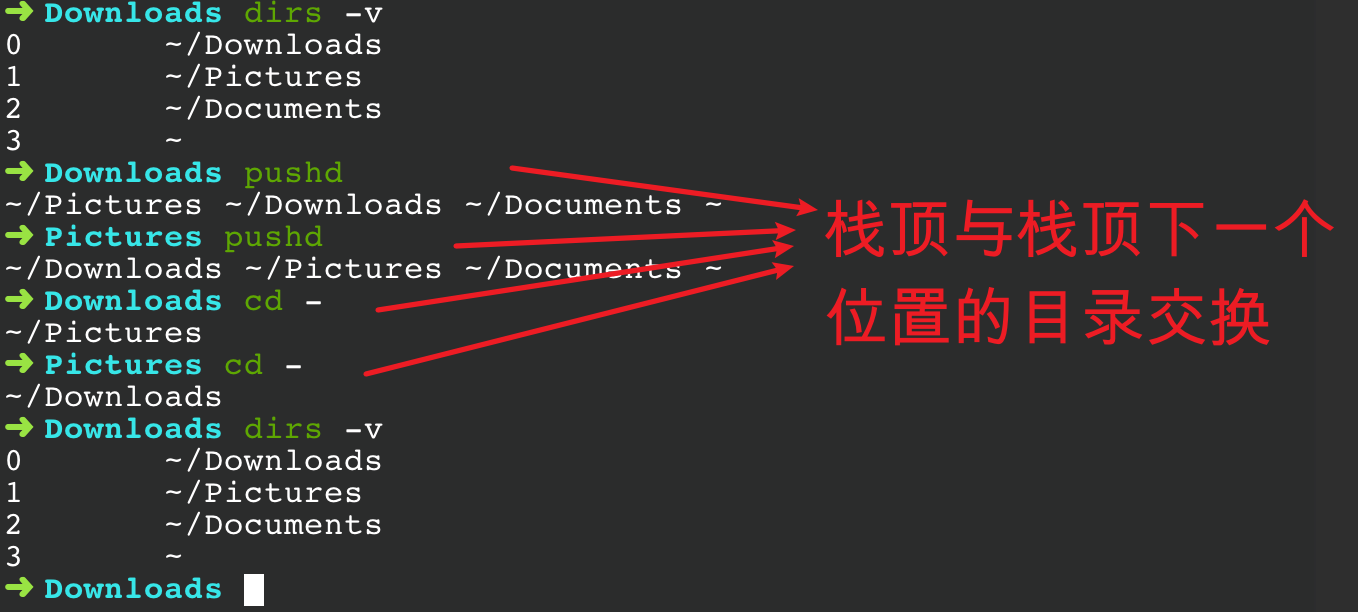 ➜ Downloads dirs -v
0 ~/Downloads
1 ~/Pictures
2 ~/Documents
3 ~
➜ Downloads pushd
~/Pictures ~/Downloads ~/Documents ~
➜ Pictures pushd
~/Downloads ~/Pictures ~/Documents ~
➜ Downloads cd -
~/Pictures
➜ Pictures cd -
~/Downloads
➜ Downloads dirs -v
0 ~/Downloads
1 ~/Pictures
2 ~/Documents
3 ~
➜ Downloads
栈顶与栈顶下一个
位置的目录交换